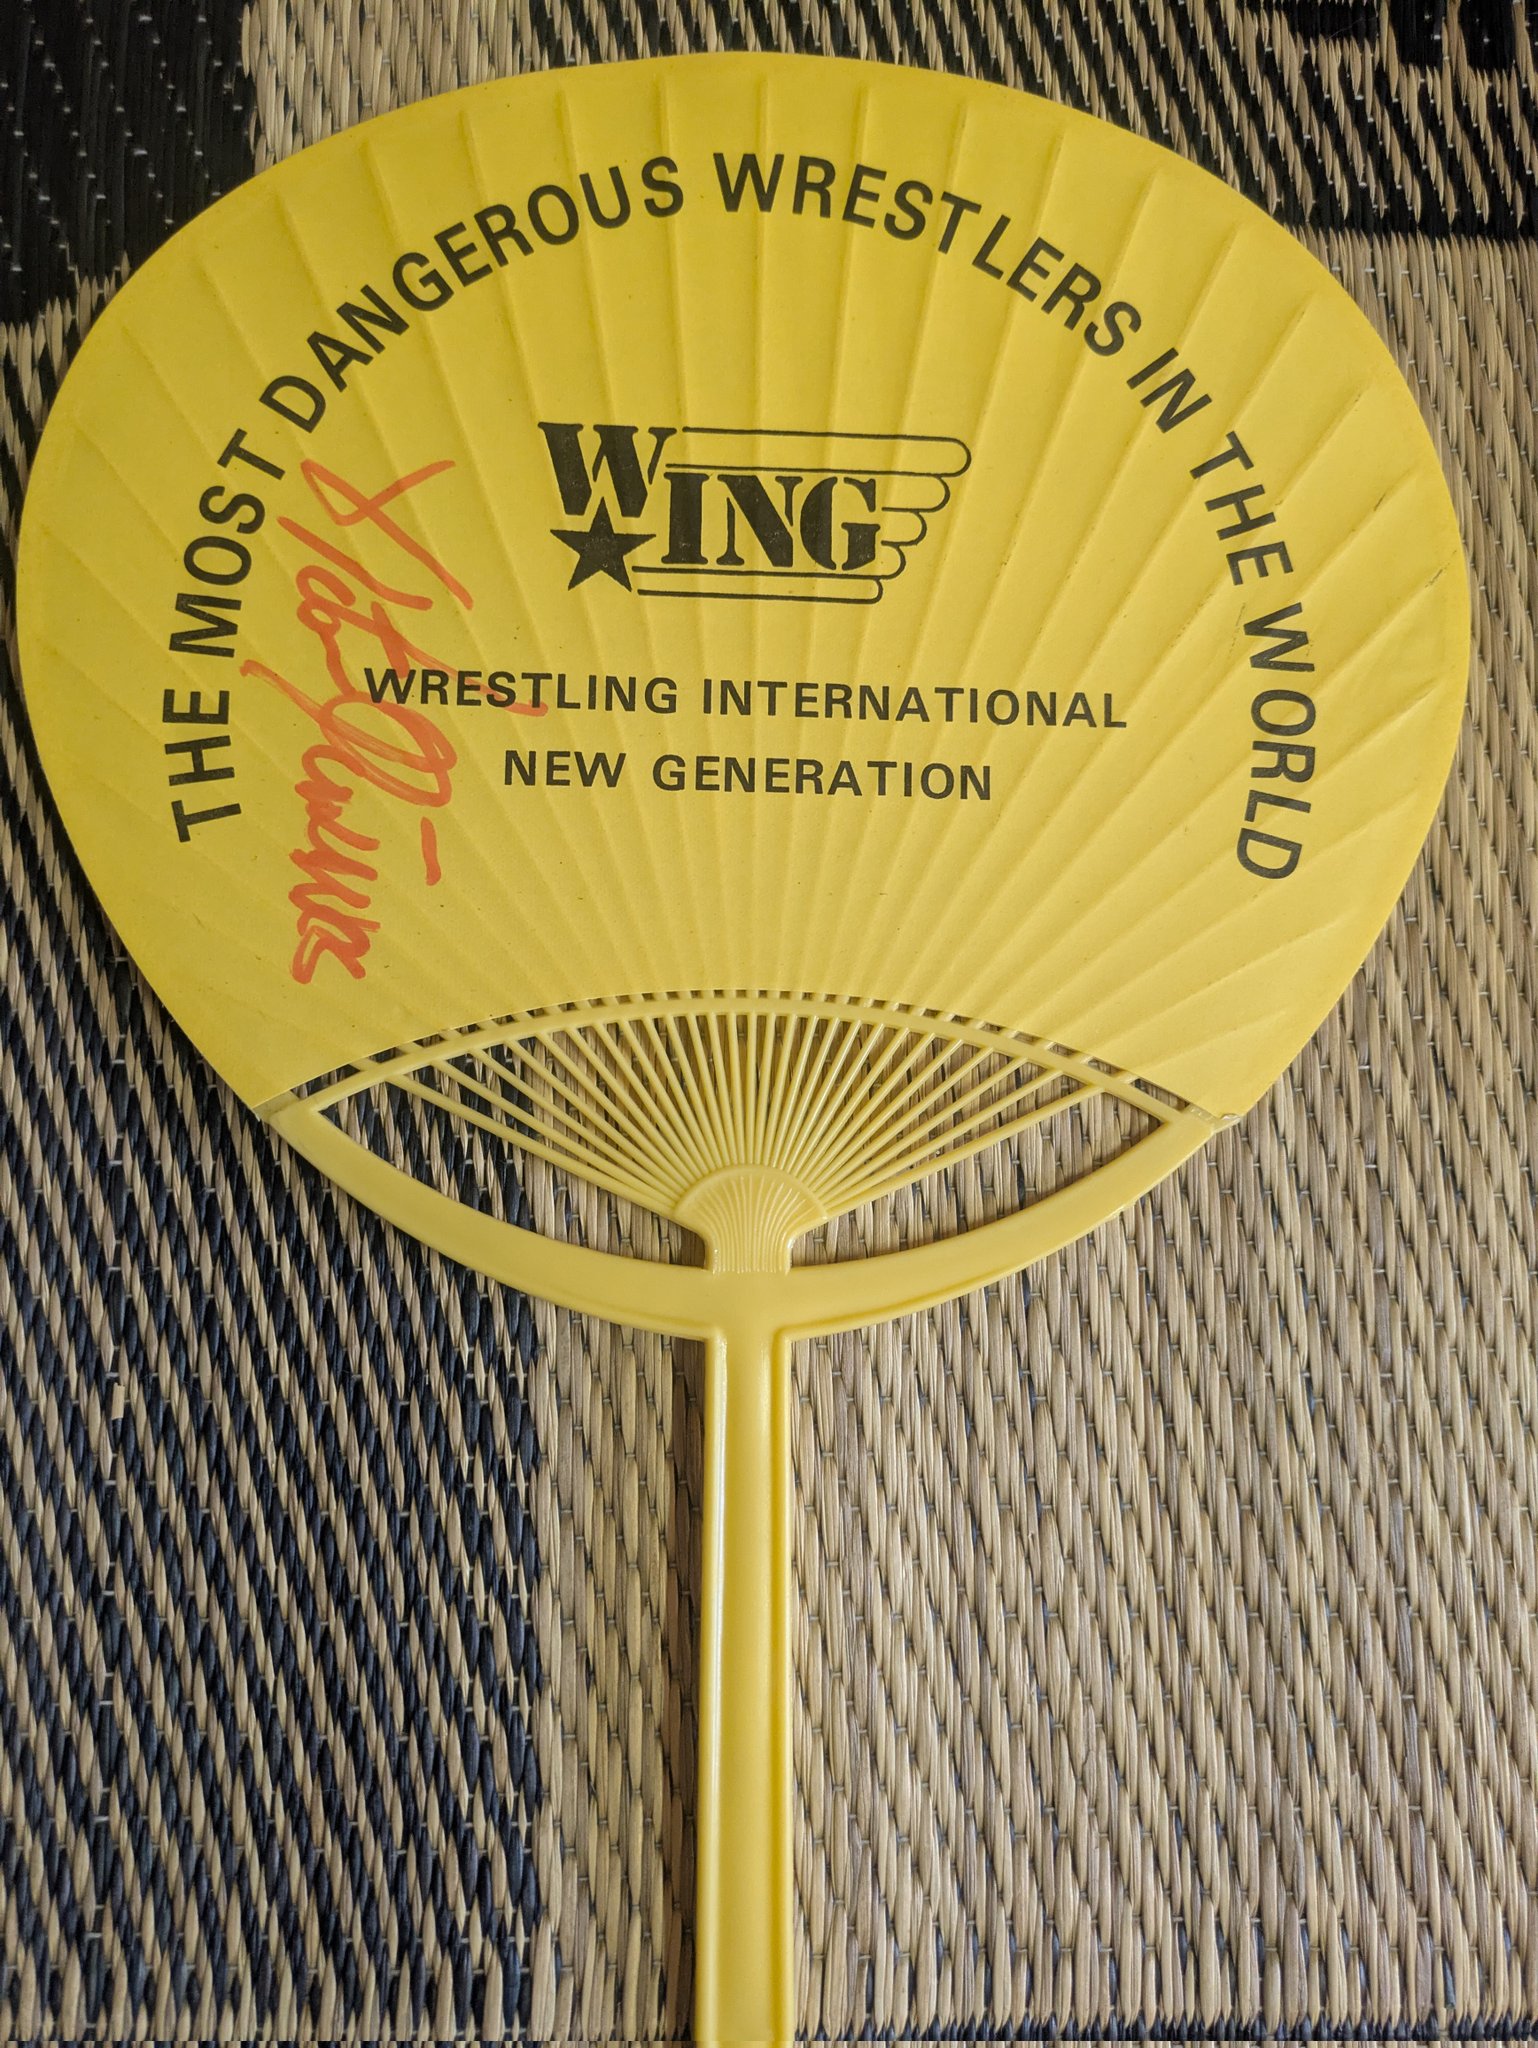 THE MOST DANGEROUS WRESTLERS IN THE WORLD
WING
WRESTLING INTERNATIONAL
NEW GENERATION